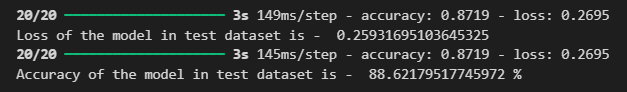 20/20 ━━━━━━━━━━━━━━━━━━━━ 3s 149ms/step - accuracy: 0.8719 - loss: 0.2695
Loss of the model in test dataset is -  0.25931695103645325
20/20 ━━━━━━━━━━━━━━━━━━━━ 3s 145ms/step - accuracy: 0.8719 - loss: 0.2695
Accuracy of the model in test dataset is -  88.62179517745972 %